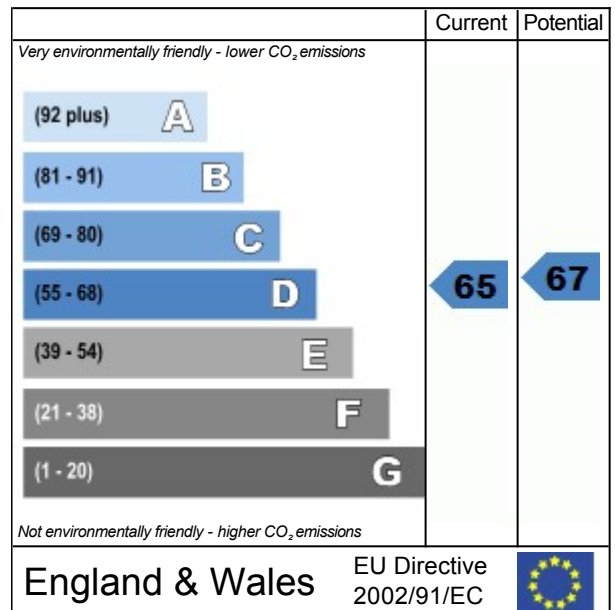 Current Potential
Very environmentally friendly - lower CO₂ emissions
(92 plus) A
(81 - 91) B
(69 - 80) C
(55 - 68) D
65 67
(39 - 54) E
(21 - 38) F
(1 - 20) G
Not environmentally friendly - higher CO₂ emissions
England & Wales
EU Directive
2002/91/EC